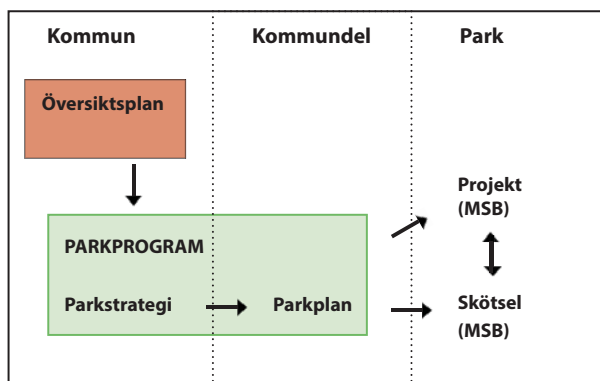 Kommun
Kommundel
Park
Översiktsplan
Projekt
(MSB)
PARKPROGRAM
Parkstrategi
Parkplan
Skötsel
(MSB)